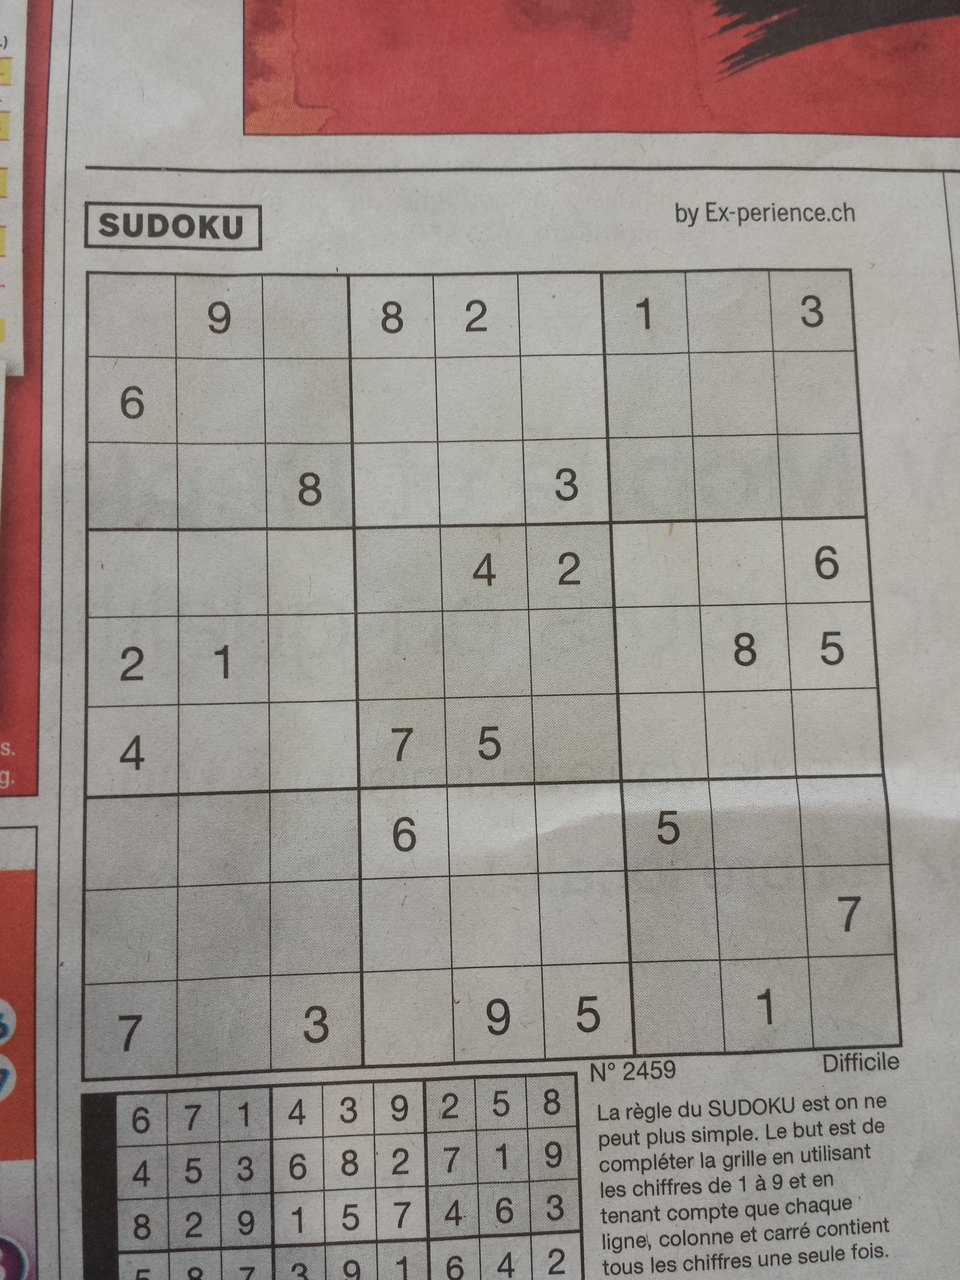 SUDOKU
by Ex-perience.ch
9 8 2 1 3
6
8 3
4 2 6
2 1 8 5
4 7 5
6 5
7
7 3 9 5 1
N° 2459
Difficile
6 7 1 4 3 9 2 5 8
4 5 3 6 8 2 7 1 9
8 2 9 1 5 7 4 6 3
5 8 7 3 9 1 6 4 2
La règle du SUDOKU est on ne
peut plus simple. Le but est de
compléter la grille en utilisant
les chiffres de 1 à 9 et en
tenant compte que chaque
ligne, colonne et carré contient
tous les chiffres une seule fois.
s.
g.